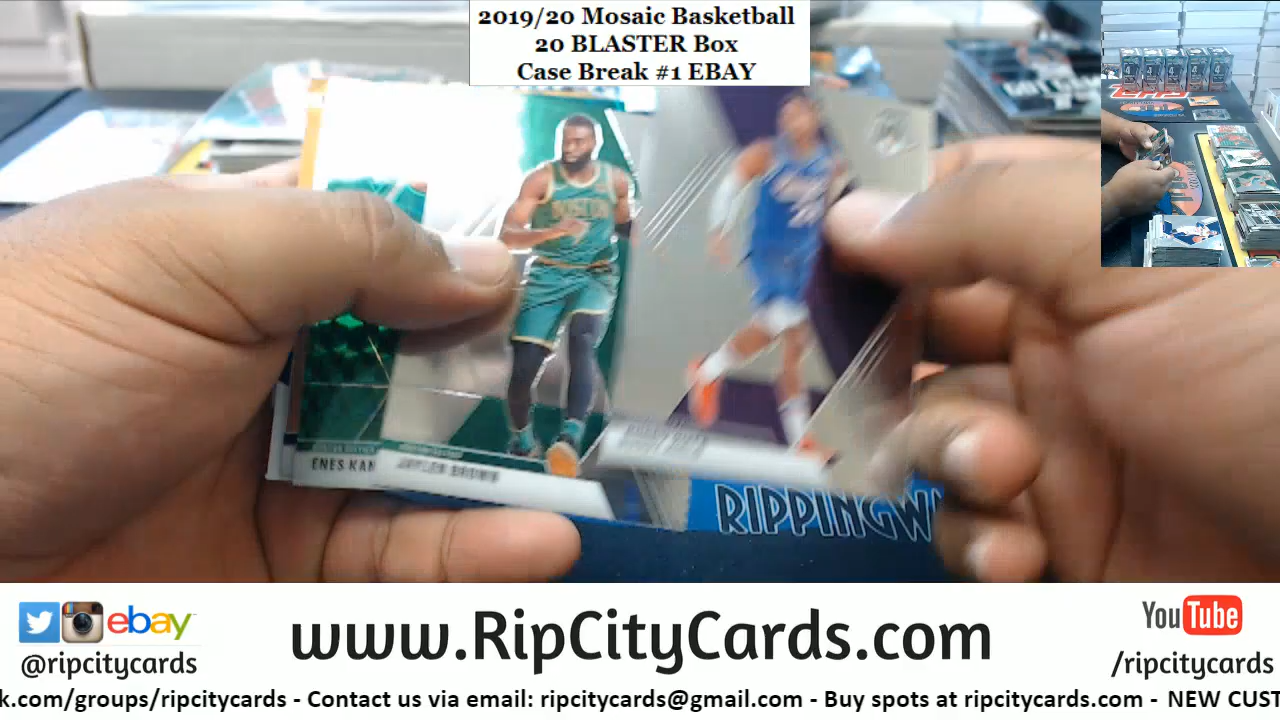 2019/20 Mosaic Basketball
20 BLASTER Box
Case Break #1 EBAY
ENES KAN
JAYLEN BROWN
RIPPINGW
ebay
@ripcitycards
www.RipCityCards.com
YouTube
/ripcitycards
k.com/groups/ripcitycards - Contact us via email: ripcitycards@gmail.com - Buy spots at ripcitycards.com - NEW CUST